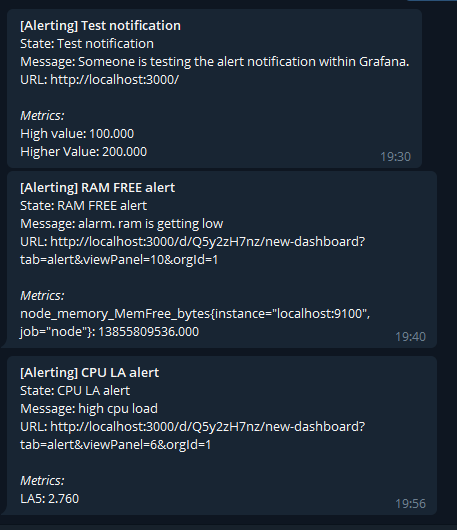 [Alerting] Test notification
State: Test notification
Message: Someone is testing the alert notification within Grafana.
URL: http://localhost:3000/
Metrics:
High value: 100.000
Higher Value: 200.000
19:30
[Alerting] RAM FREE alert
State: RAM FREE alert
Message: alarm. ram is getting low
URL: http://localhost:3000/d/Q5y2zH7nz/new-dashboard?
tab=alert&viewPanel=10&orgId=1
Metrics:
node_memory_MemFree_bytes{instance="localhost:9100",
job="node"}: 13855809536.000
19:40
[Alerting] CPU LA alert
State: CPU LA alert
Message: high cpu load
URL: http://localhost:3000/d/Q5y2zH7nz/new-dashboard?
tab=alert&viewPanel=6&orgId=1
Metrics:
LA5: 2.760
19:56